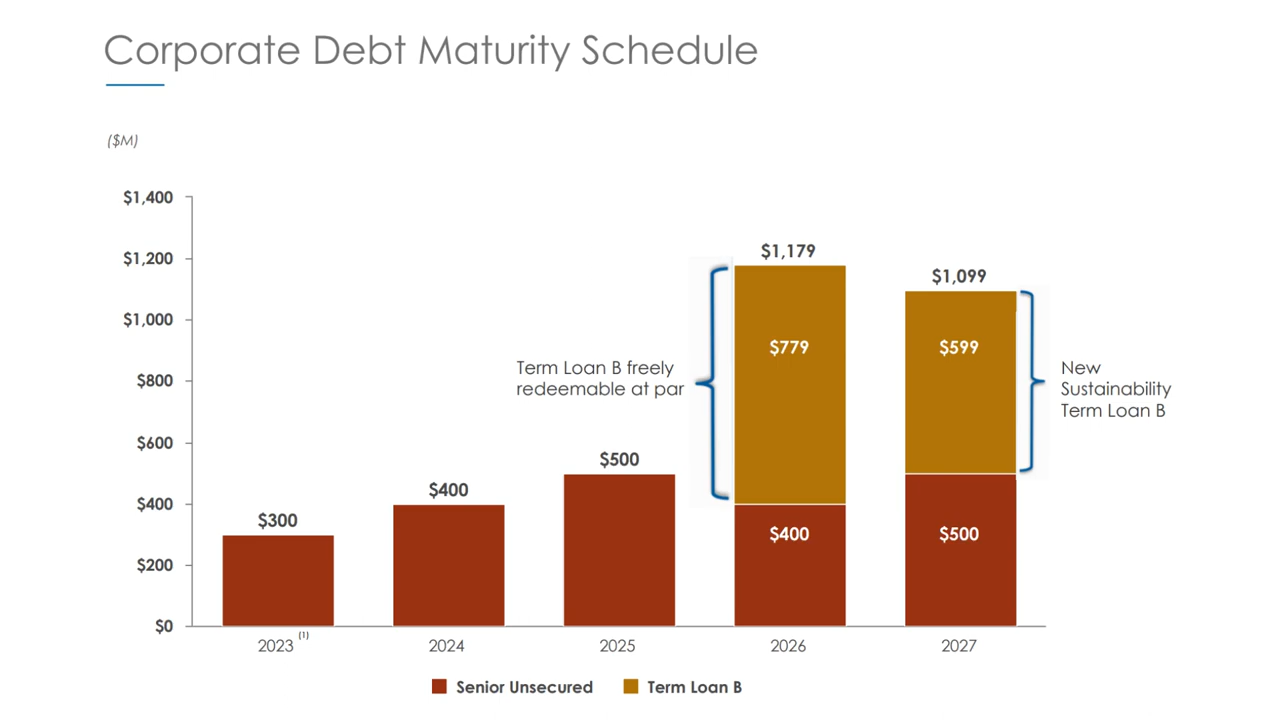 Corporate Debt Maturity Schedule
($M)
$1,400
$1,200
$1,000
$800
$600
$400
$200
$0
$300
$400
$500
$1,179
$779
$400
$1,099
$599
$500
Term Loan B freely
redeemable at par
New
Sustainability
Term Loan B
2023 (1)
2024
2025
2026
2027
Senior Unsecured
Term Loan B